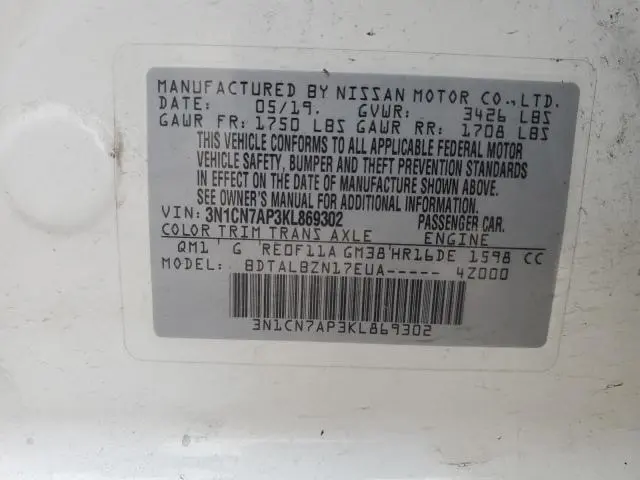 MANUFACTURED BY NISSAN MOTOR CO.,LTD.
DATE: 05/19. GVWR: 3426 LBS
GAWR FR: 1750 LBS GAWR RR: 1708 LBS
THIS VEHICLE CONFORMS TO ALL APPLICABLE FEDERAL MOTOR
VEHICLE SAFETY, BUMPER AND THEFT PREVENTION STANDARDS
IN EFFECT ON THE DATE OF MANUFACTURE SHOWN ABOVE.
SEE OWNER'S MANUAL FOR ADDITIONAL INFORMATION.
VIN: 3N1CN7AP3KL869302 PASSENGER CAR.
COLOR TRIM TRANS AXLE ENGINE
QM1 G RE0F11A GM38 HR16DE 1598 CC
MODEL: BDTALBZN17EUA----- 4Z000
3N1CN7AP3KL869302